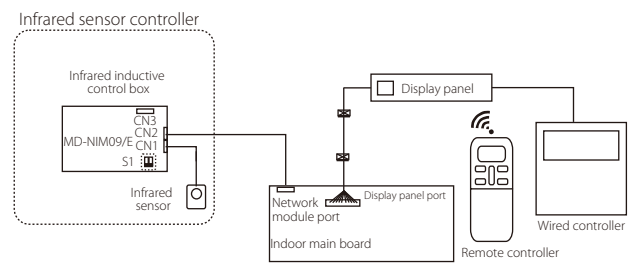 Infrared sensor controller
Infrared inductive
control box
CN3
MD-NIM09/E
CN2
CN1
S1
Infrared
sensor
Display panel
Network
module port
Display panel port
Indoor main board
Remote controller
Wired controller